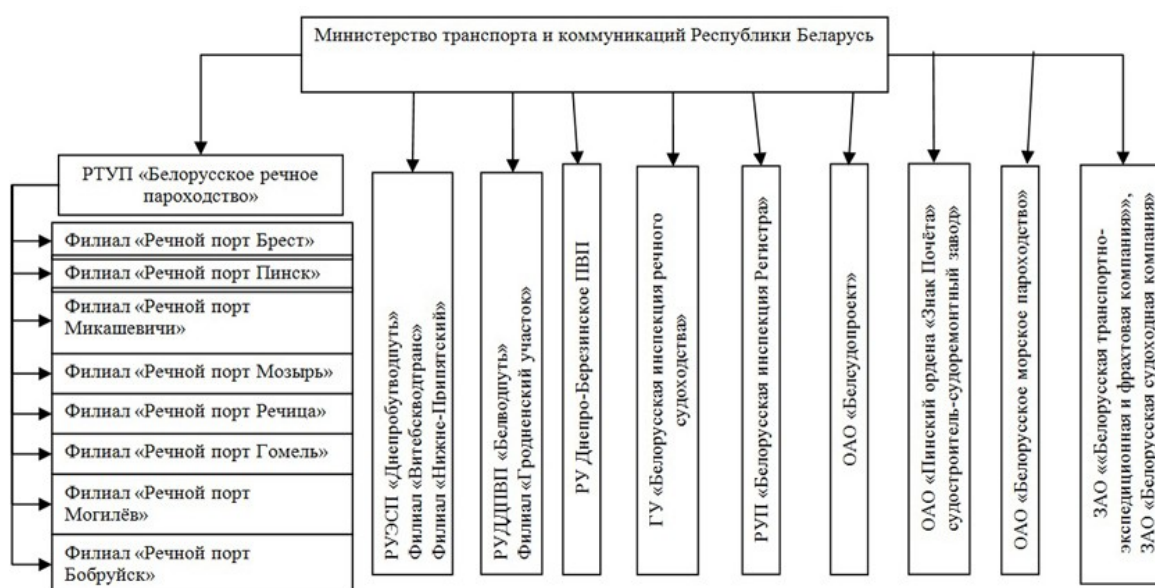 Министерство транспорта и коммуникаций Республики Беларусь
РТУП «Белорусское речное
пароходство»
Филиал «Речной порт Брест»
Филиал «Речной порт Пинск»
Филиал «Речной порт
Микашевичи»
Филиал «Речной порт Мозырь»
Филиал «Речной порт Речица»
Филиал «Речной порт Гомель»
Филиал «Речной порт
Могилёв»
Филиал «Речной порт
Бобруйск»
РУЭСП «Днепробугводпуть»
Филиал «Витебскводтранс»
Филиал «Нижне-Припятский»
РУДДПВП «Белводпуть»
Филиал «Гродненский участок»
РУ Днепро-Березинское ПВП
ГУ «Белорусская инспекция речного
судоходства»
РУП «Белорусская инспекция Регистра»
ОАО «Белсудопроект»
ОАО «Пинский ордена «Знак Почёта»
судостроитель-судоремонтный завод»
ОАО «Белорусское морское пароходство»
ЗАО ««Белорусская транспортно-
экспедиционная и фрахтовая компания»»,
ЗАО «Белорусская судоходная компания»